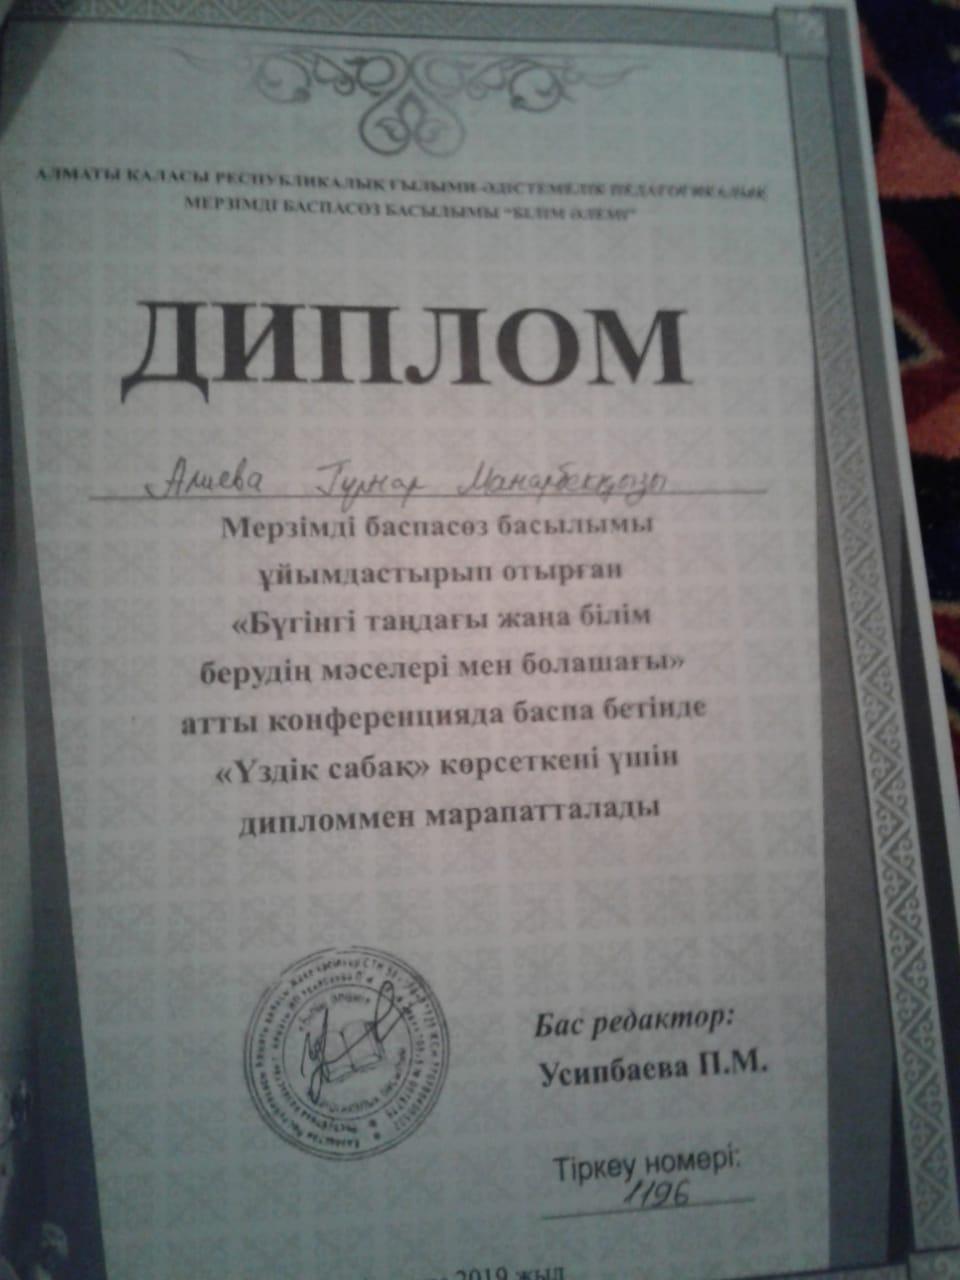 АЛМАТЫ ҚАЛАСЫ РЕСПУБЛИКАЛЫҚ ҒЫЛЫМИ-ӘДІСТЕМЕЛІК ПЕДАГОГИКАЛЫҚ
МЕРЗІМДІ БАСПАСӨЗ БАСЫЛЫМЫ "БІЛІМ ӘЛЕМІ"
ДИПЛОМ
Алиева Гүлнар Манарбекқызы
Мерзімді баспасөз басылымы
ұйымдастырып отырған
«Бүгінгі таңдағы жаңа білім
берудің мәселері мен болашағы»
атты конференцияда баспа бетінде
«Үздік сабақ» көрсеткені үшін
дипломмен марапатталады
Бас редактор:
Усипбаева П.М.
Тіркеу номері:
1196
2019 жыл